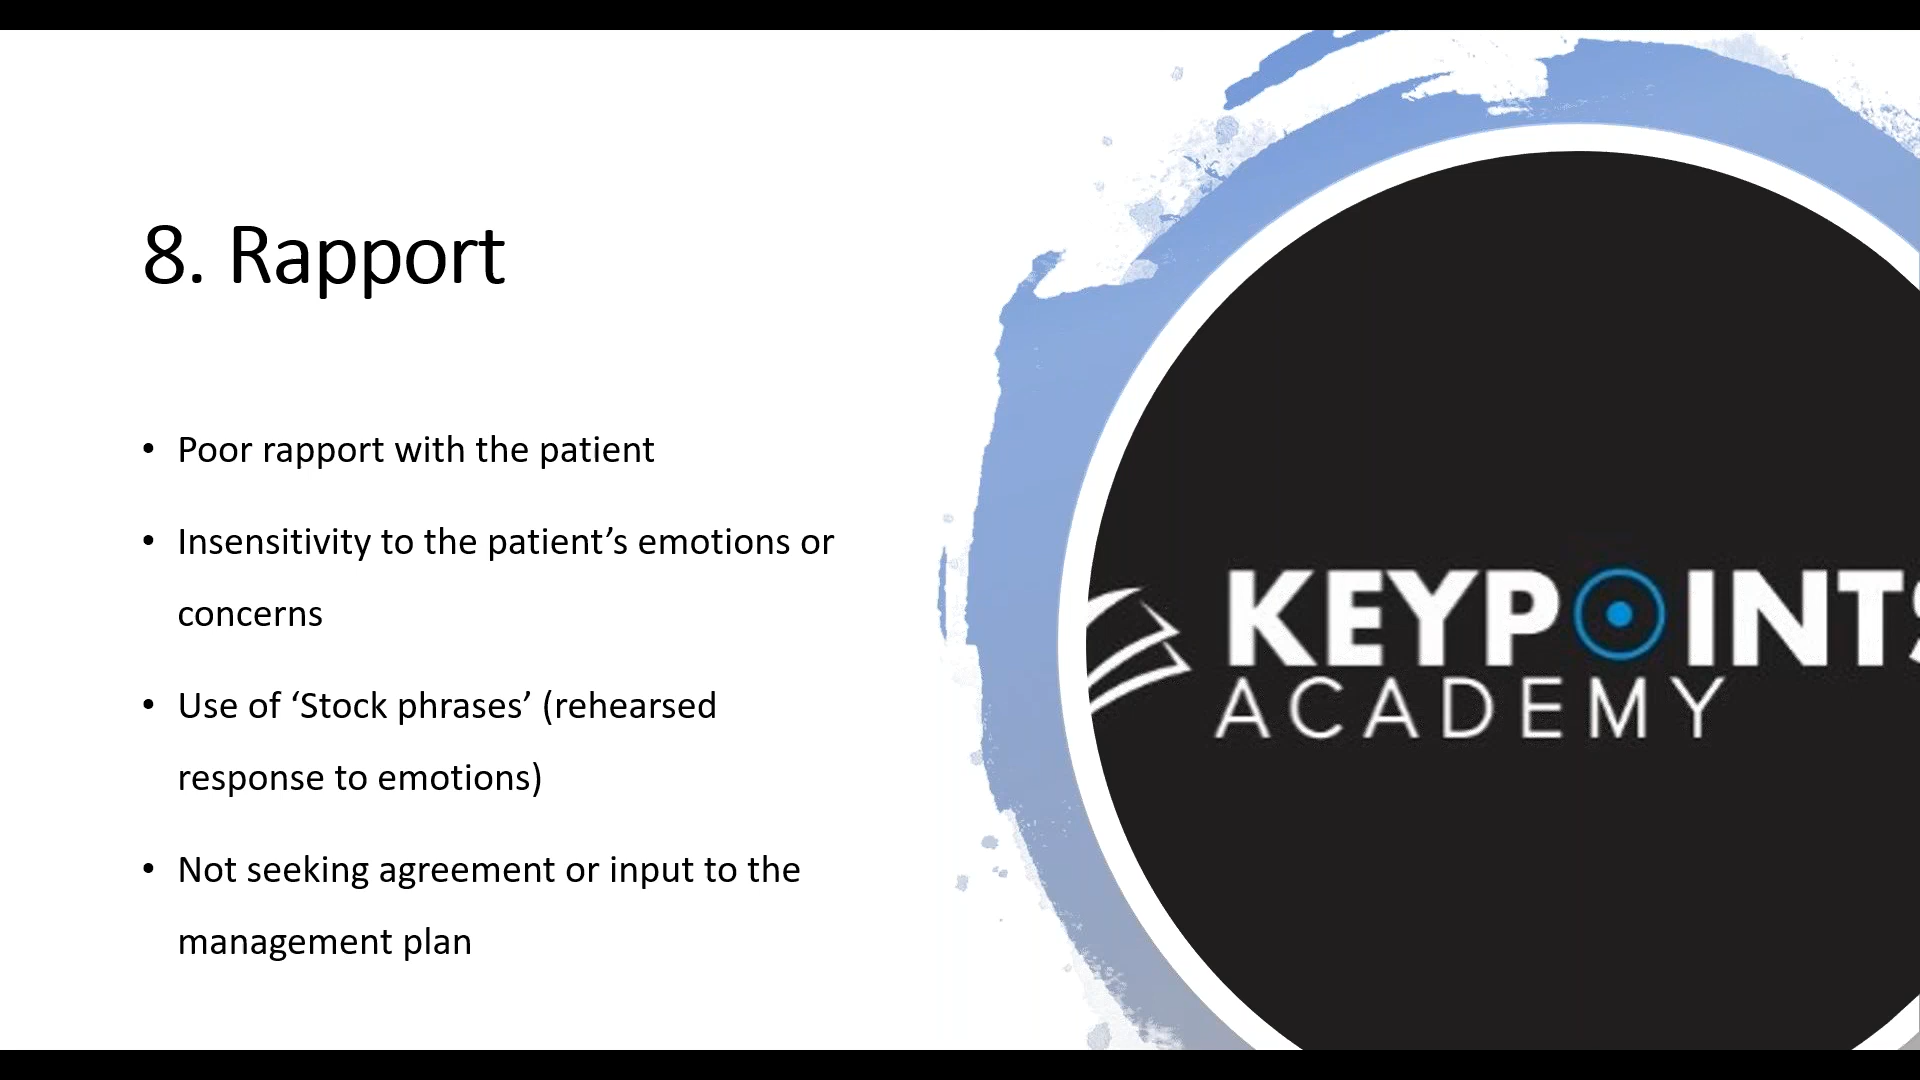 8. Rapport
• Poor rapport with the patient
• Insensitivity to the patient’s emotions or
concerns
• Use of ‘Stock phrases’ (rehearsed
response to emotions)
• Not seeking agreement or input to the
management plan
KEYPOINTS
ACADEMY